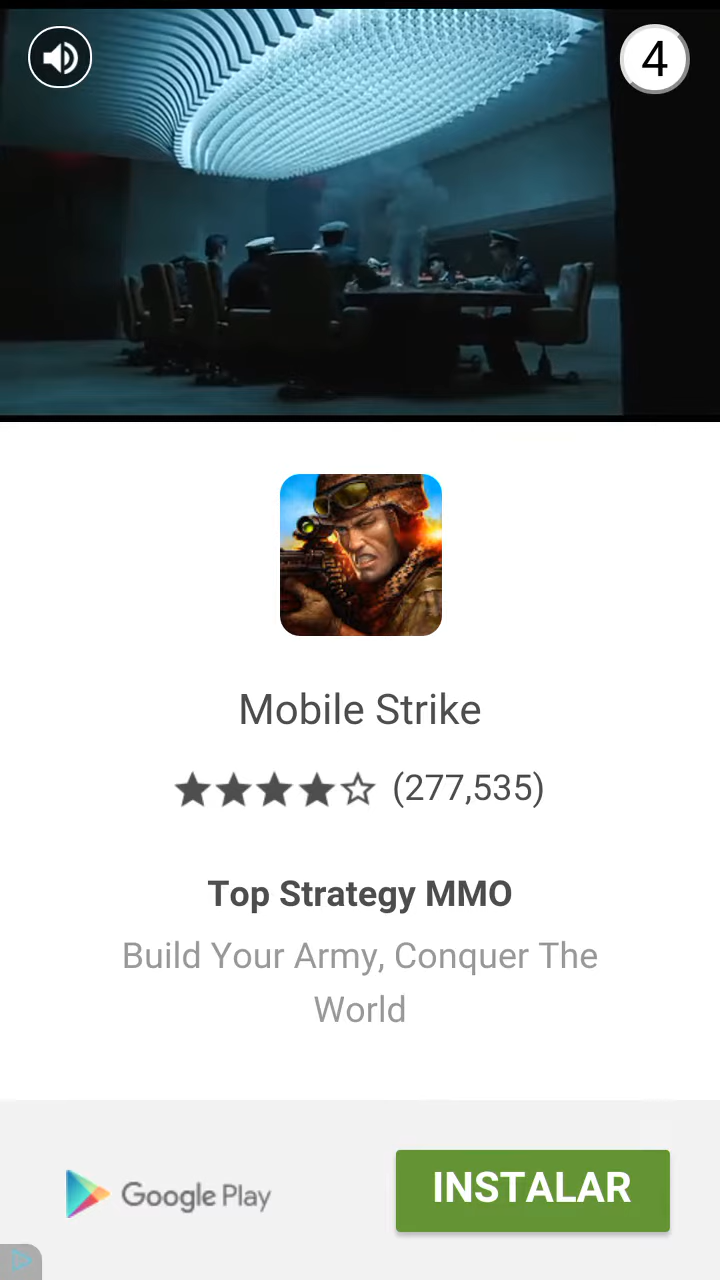 4
Mobile Strike
(277,535)
Top Strategy MMO
Build Your Army, Conquer The
World
Google Play
INSTALAR